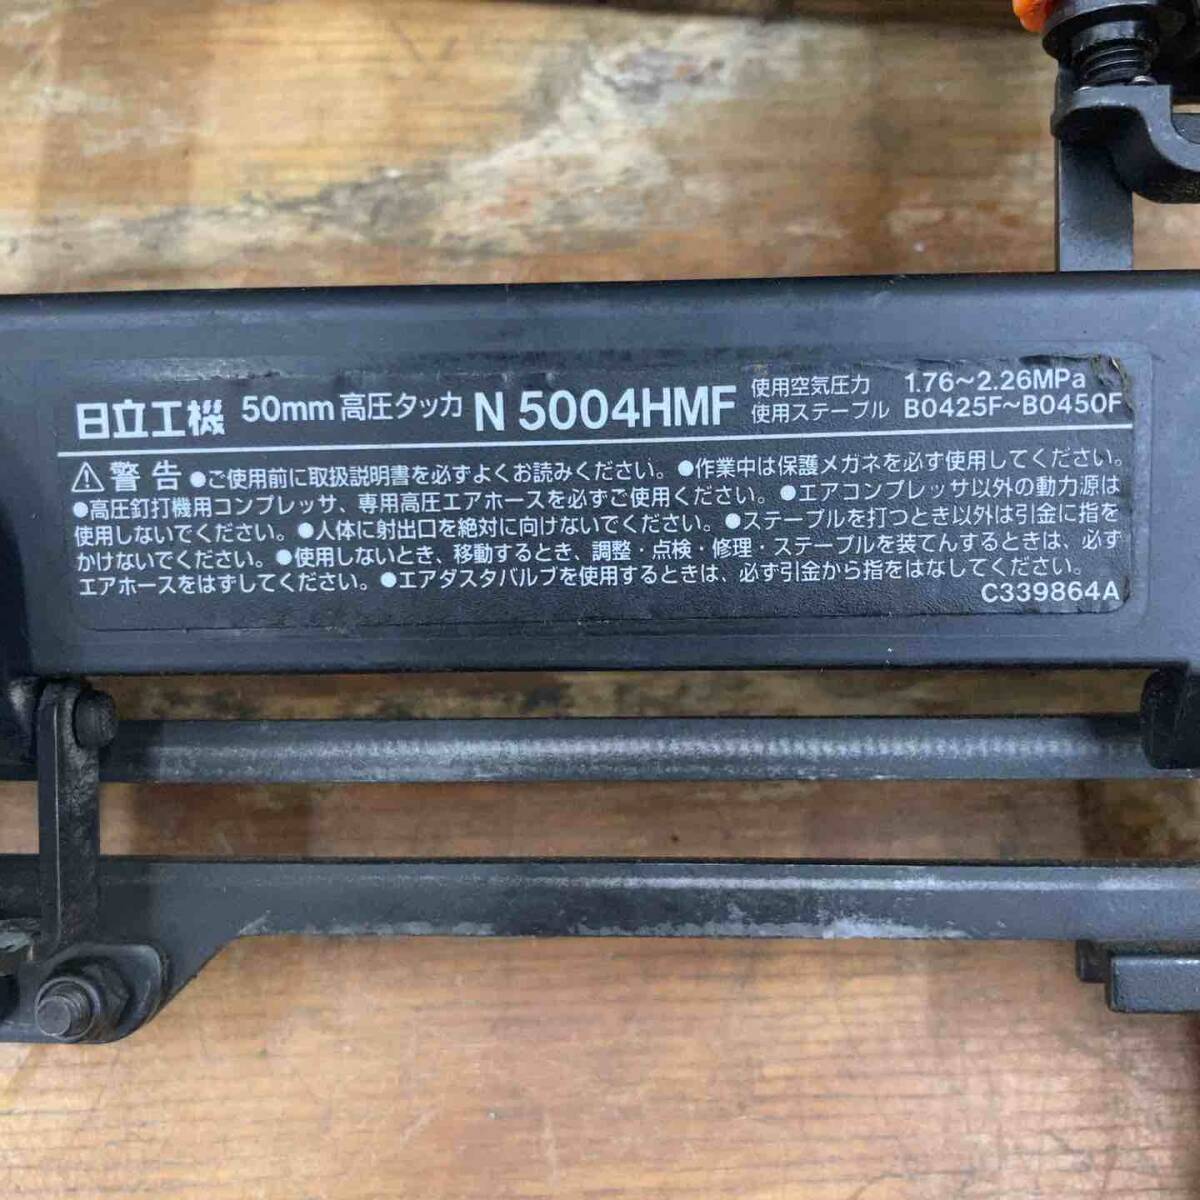 日立工機 50mm 高圧タッカ N 5004HMF 使用空気圧力 1.76～2.26MPa
使用ステーブル B0425F～B0450F
⚠警告 ●ご使用前に取扱説明書を必ずよくお読みください。●作業中は保護メガネを必ず使用してください。
●高圧釘打機用コンプレッサ、専用高圧エアホースを必ずご使用ください。●エアコンプレッサ以外の動力源は
使用しないでください。●人体に射出口を絶対に向けないでください。●ステープルを打つとき以外は引金に指を
かけないでください。●使用しないとき、移動するとき、調整・点検・修理・ステープルを装てんするときは、必ず
エアホースをはずしてください。●エアダスタバルブを使用するときは、必ず引金から指をはなしてください。
C339864A